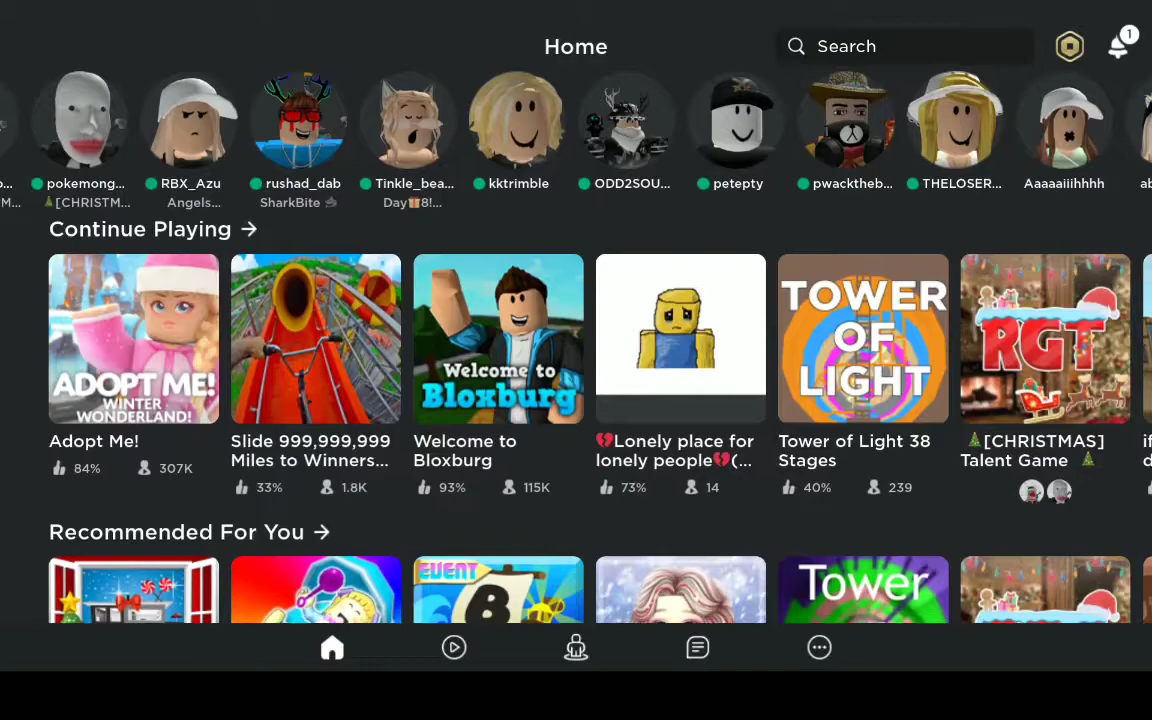 Home
Search
1
pokemong...
RBX_Azu
rushad_dab
Tinkle_bea...
kktrimble
ODD2SOU...
petepty
pwacktheb...
THELOSER...
Aaaaaiiihhhh
🎄[CHRISTM...
Angels...
SharkBite 🦈
Day🎁8!...
Continue Playing →
ADOPT ME!
WINTER
WONDERLAND!
Welcome to
Bloxburg
TOWER
OF
LIGHT
RGT
Adopt Me!
84% 307K
Slide 999,999,999
Miles to Winners...
33% 1.8K
Welcome to
Bloxburg
93% 115K
💔Lonely place for
lonely people💔(...
73% 14
Tower of Light 38
Stages
40% 239
🎄[CHRISTMAS]
Talent Game 🎄
Recommended For You →
EVENT
B
Tower